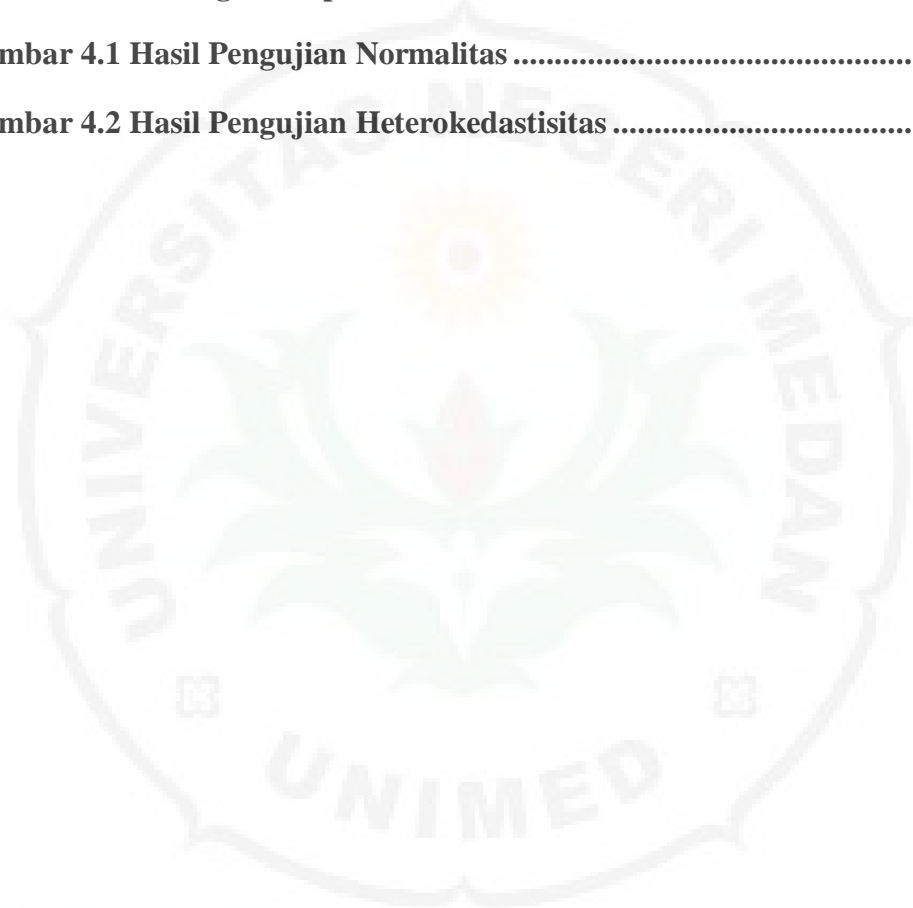 mbar 4.1 Hasil Pengujian Normalitas ................................................
mbar 4.2 Hasil Pengujian Heterokedastisitas ....................................
UNIVERSITAS NEGERI MEDAN
UNIMED